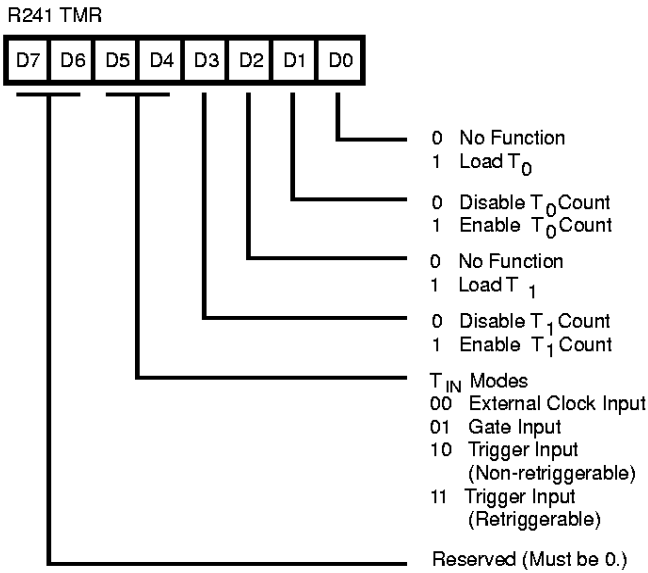 R241 TMR
D7 D6 D5 D4 D3 D2 D1 D0
0 No Function
1 Load T0
0 Disable T0 Count
1 Enable T0 Count
0 No Function
1 Load T 1
0 Disable T1 Count
1 Enable T1 Count
TIN Modes
00 External Clock Input
01 Gate Input
10 Trigger Input
(Non-retriggerable)
11 Trigger Input
(Retriggerable)
Reserved (Must be 0.)